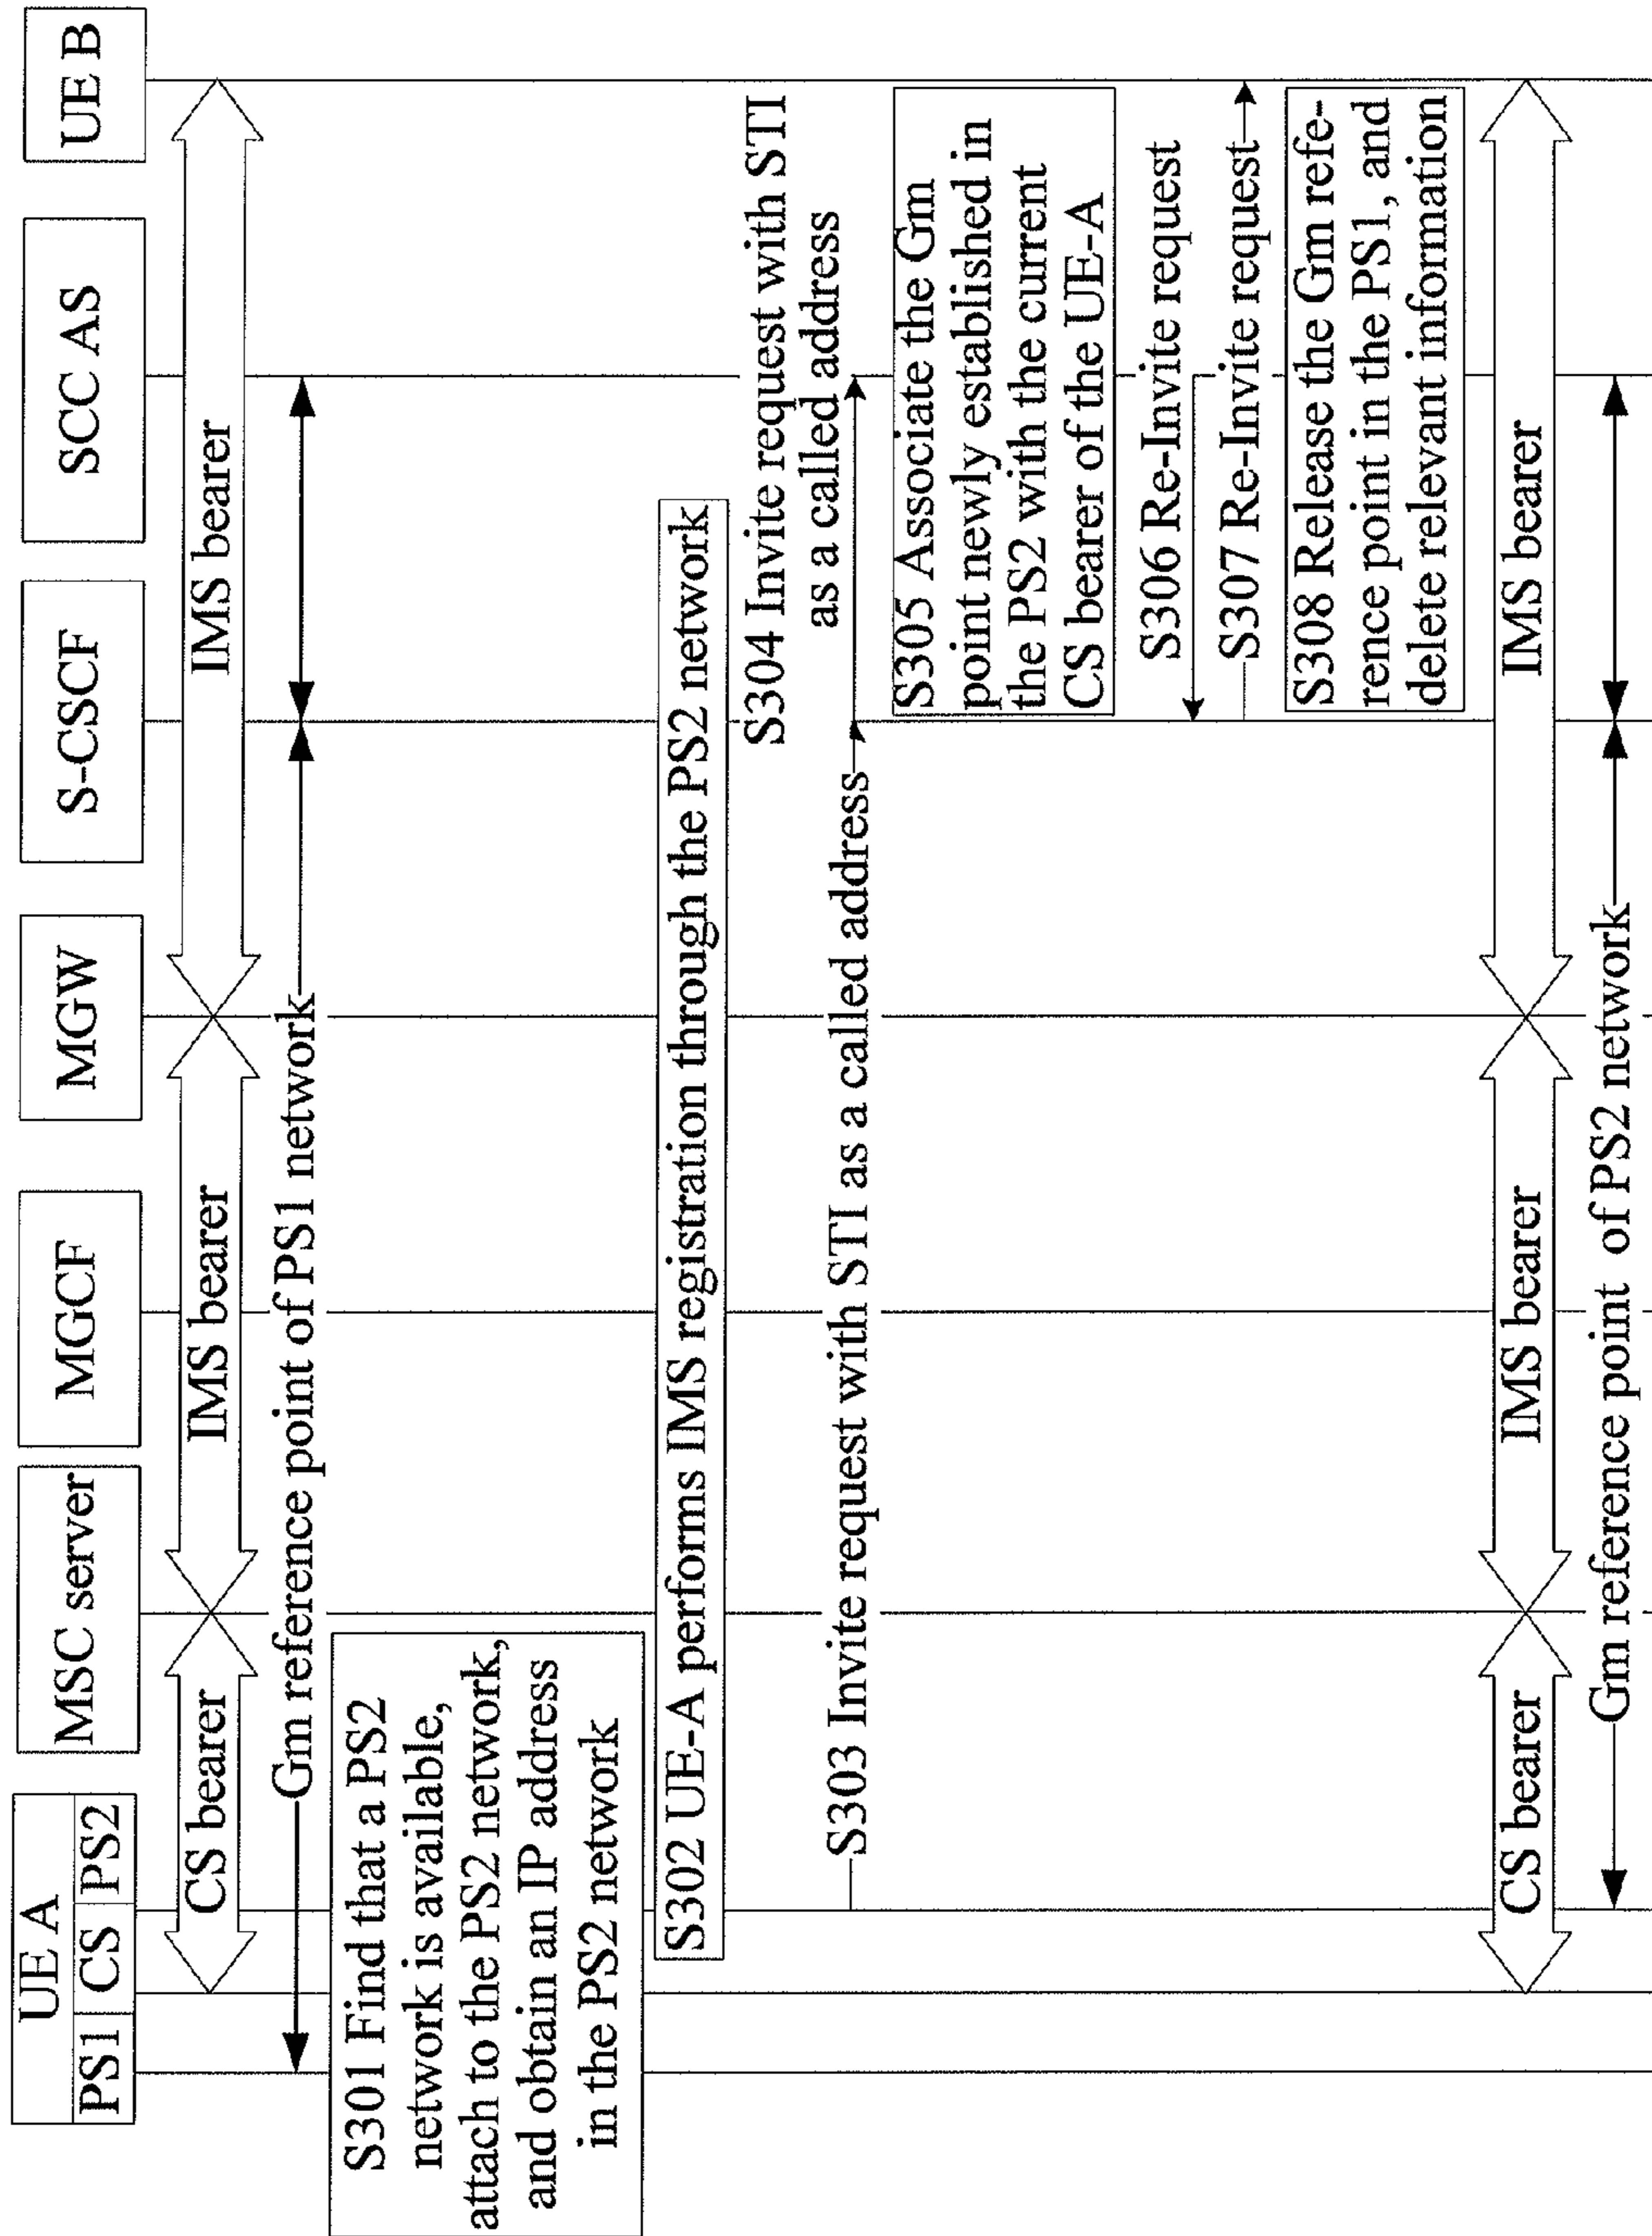 UE A
PS1
CS
PS2
MSC server
MGCF
MGW
S-CSCF
SCC AS
UE B
CS bearer
IMS bearer
IMS bearer
Gm reference point of PS1 network
S301 Find that a PS2
network is available,
attach to the PS2 network,
and obtain an IP address
in the PS2 network
S302 UE-A performs IMS registration through the PS2 network
S303 Invite request with STI as a called address
S304 Invite request with STI
as a called address
S305 Associate the Gm
point newly established in
the PS2 with the current
CS bearer of the UE-A
S306 Re-Invite request
S307 Re-Invite request
S308 Release the Gm refe-
rence point in the PS1, and
delete relevant information
CS bearer
IMS bearer
IMS bearer
Gm reference point of PS2 network